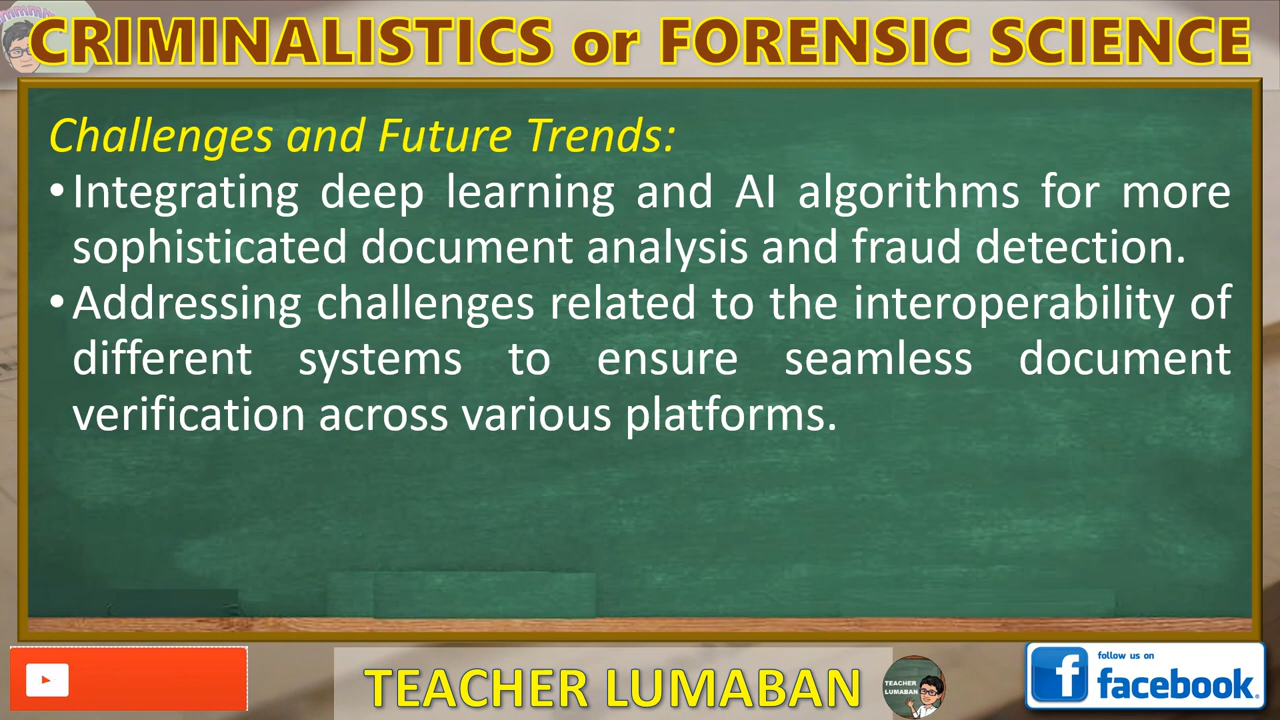 CRIMINALISTICS or FORENSIC SCIENCE
Challenges and Future Trends:
•Integrating deep learning and AI algorithms for more
sophisticated document analysis and fraud detection.
•Addressing challenges related to the interoperability of
different systems to ensure seamless document
verification across various platforms.
TEACHER LUMABAN
TEACHER
LUMABAN
follow us on
facebook.